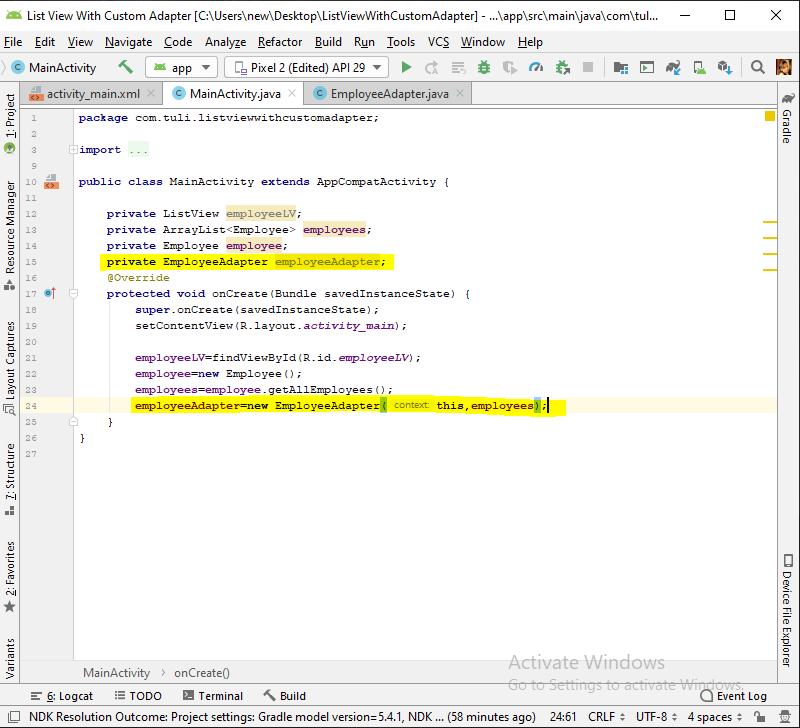 List View With Custom Adapter [C:\Users\new\Desktop\ListViewWithCustomAdapter] - ...\app\src\main\java\com\tul...
File Edit View Navigate Code Analyze Refactor Build Run Tools VCS Window Help
MainActivity app Pixel 2 (Edited) API 29
activity_main.xml MainActivity.java EmployeeAdapter.java
1: Project
Resource Manager
Layout Captures
7: Structure
2: Favorites
Variants
1 package com.tuli.listviewwithcustomadapter;
2
3 import ...
9
10 public class MainActivity extends AppCompatActivity {
11
12 private ListView employeeLV;
13 private ArrayList<Employee> employees;
14 private Employee employee;
15 private EmployeeAdapter employeeAdapter;
16 @Override
17 protected void onCreate(Bundle savedInstanceState) {
18 super.onCreate(savedInstanceState);
19 setContentView(R.layout.activity_main);
20
21 employeeLV=findViewById(R.id.employeeLV);
22 employee=new Employee();
23 employees=employee.getAllEmployees();
24 employeeAdapter=new EmployeeAdapter( context: this,employees);
25 }
26 }
27
Gradle
Device File Explorer
Activate Windows
Go to Settings to activate Windows.
MainActivity › onCreate()
6: Logcat TODO Terminal Build Event Log
NDK Resolution Outcome: Project settings: Gradle model version=5.4.1, NDK ... (58 minutes ago) 24:61 CRLF UTF-8 4 spaces